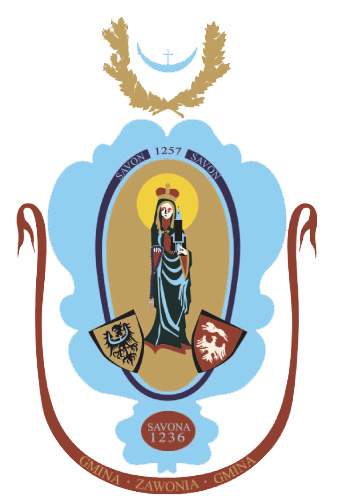 SAVON 1257 SAVON
SAVONA
1236
GMINA · ZAWONIA · GMINA